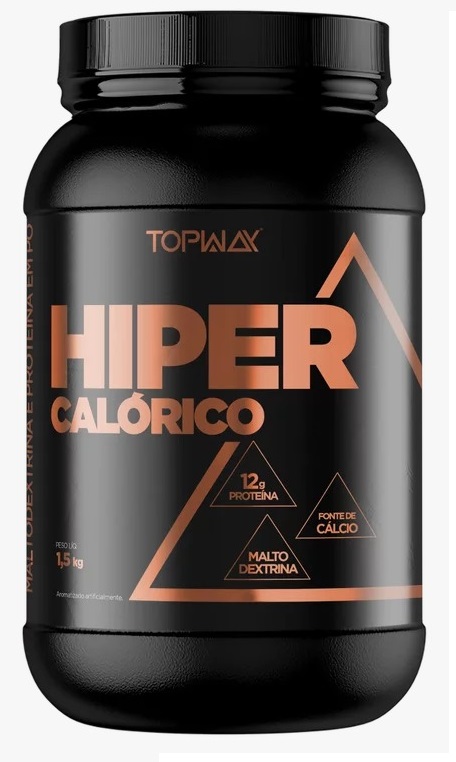 TOPWAY
HIPER
CALÓRICO
12g
PROTEÍNA
FONTE DE
CÁLCIO
MALTO
DEXTRINA
PESO LIQ.
1,5 kg
Aromatizado artificialmente.
MALTODEXTRINA E PROTEÍNA EM PÓ